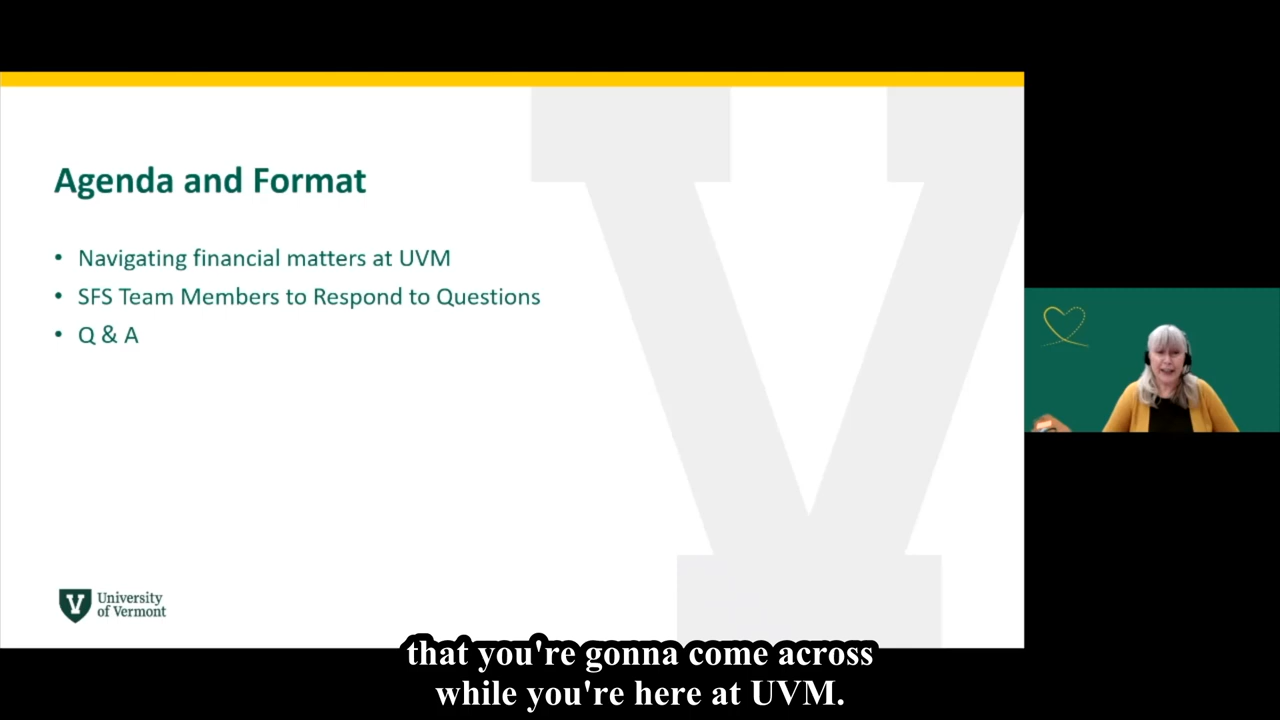 Agenda and Format
• Navigating financial matters at UVM
• SFS Team Members to Respond to Questions
• Q & A
V University
of Vermont
that you're gonna come across
while you're here at UVM.